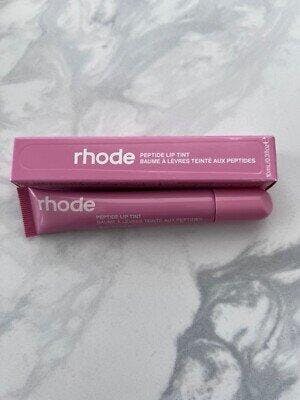 rhode
PEPTIDE LIP TINT
BAUME À LÈVRES TEINTÉ AUX PEPTIDES
rhode
PEPTIDE LIP TINT
BAUME À LÈVRES TEINTÉ AUX PEPTIDES